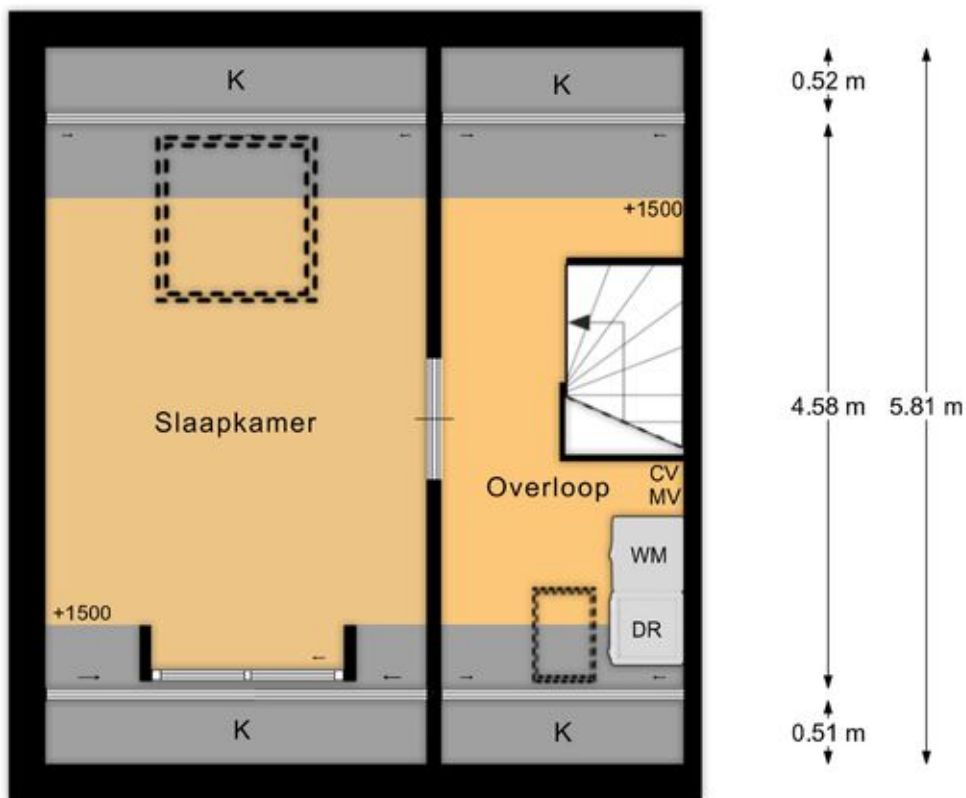 K
K
0.52 m
+1500
Slaapkamer
4.58 m
5.81 m
Overloop
CV
MV
WM
+1500
DR
K
K
0.51 m